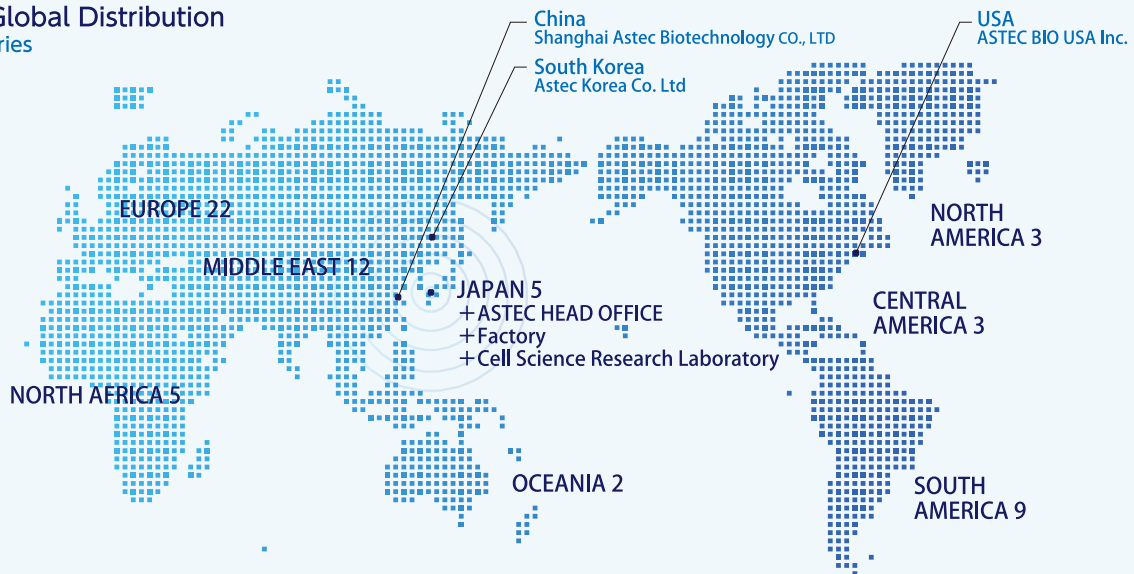 Global Distribution
ries
China
Shanghai Astec Biotechnology CO., LTD
South Korea
Astec Korea Co. Ltd
USA
ASTEC BIO USA Inc.
EUROPE 22
MIDDLE EAST 12
JAPAN 5
+ASTEC HEAD OFFICE
+Factory
+Cell Science Research Laboratory
NORTH
AMERICA 3
CENTRAL
AMERICA 3
NORTH AFRICA 5
OCEANIA 2
SOUTH
AMERICA 9